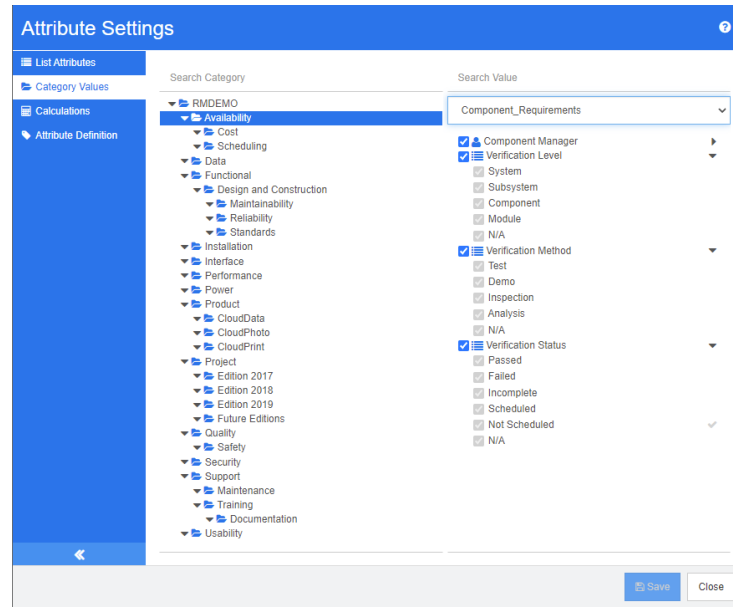 Attribute Settings
List Attributes
Category Values
Calculations
Attribute Definition
Search Category
RMDEMO
Availability
Cost
Scheduling
Data
Functional
Design and Construction
Maintainability
Reliability
Standards
Installation
Interface
Performance
Power
Product
CloudData
CloudPhoto
CloudPrint
Project
Edition 2017
Edition 2018
Edition 2019
Future Editions
Quality
Safety
Security
Support
Maintenance
Training
Documentation
Usability
Search Value
Component_Requirements
Component Manager
Verification Level
System
Subsystem
Component
Module
N/A
Verification Method
Test
Demo
Inspection
Analysis
N/A
Verification Status
Passed
Failed
Incomplete
Scheduled
Not Scheduled
N/A
Save
Close